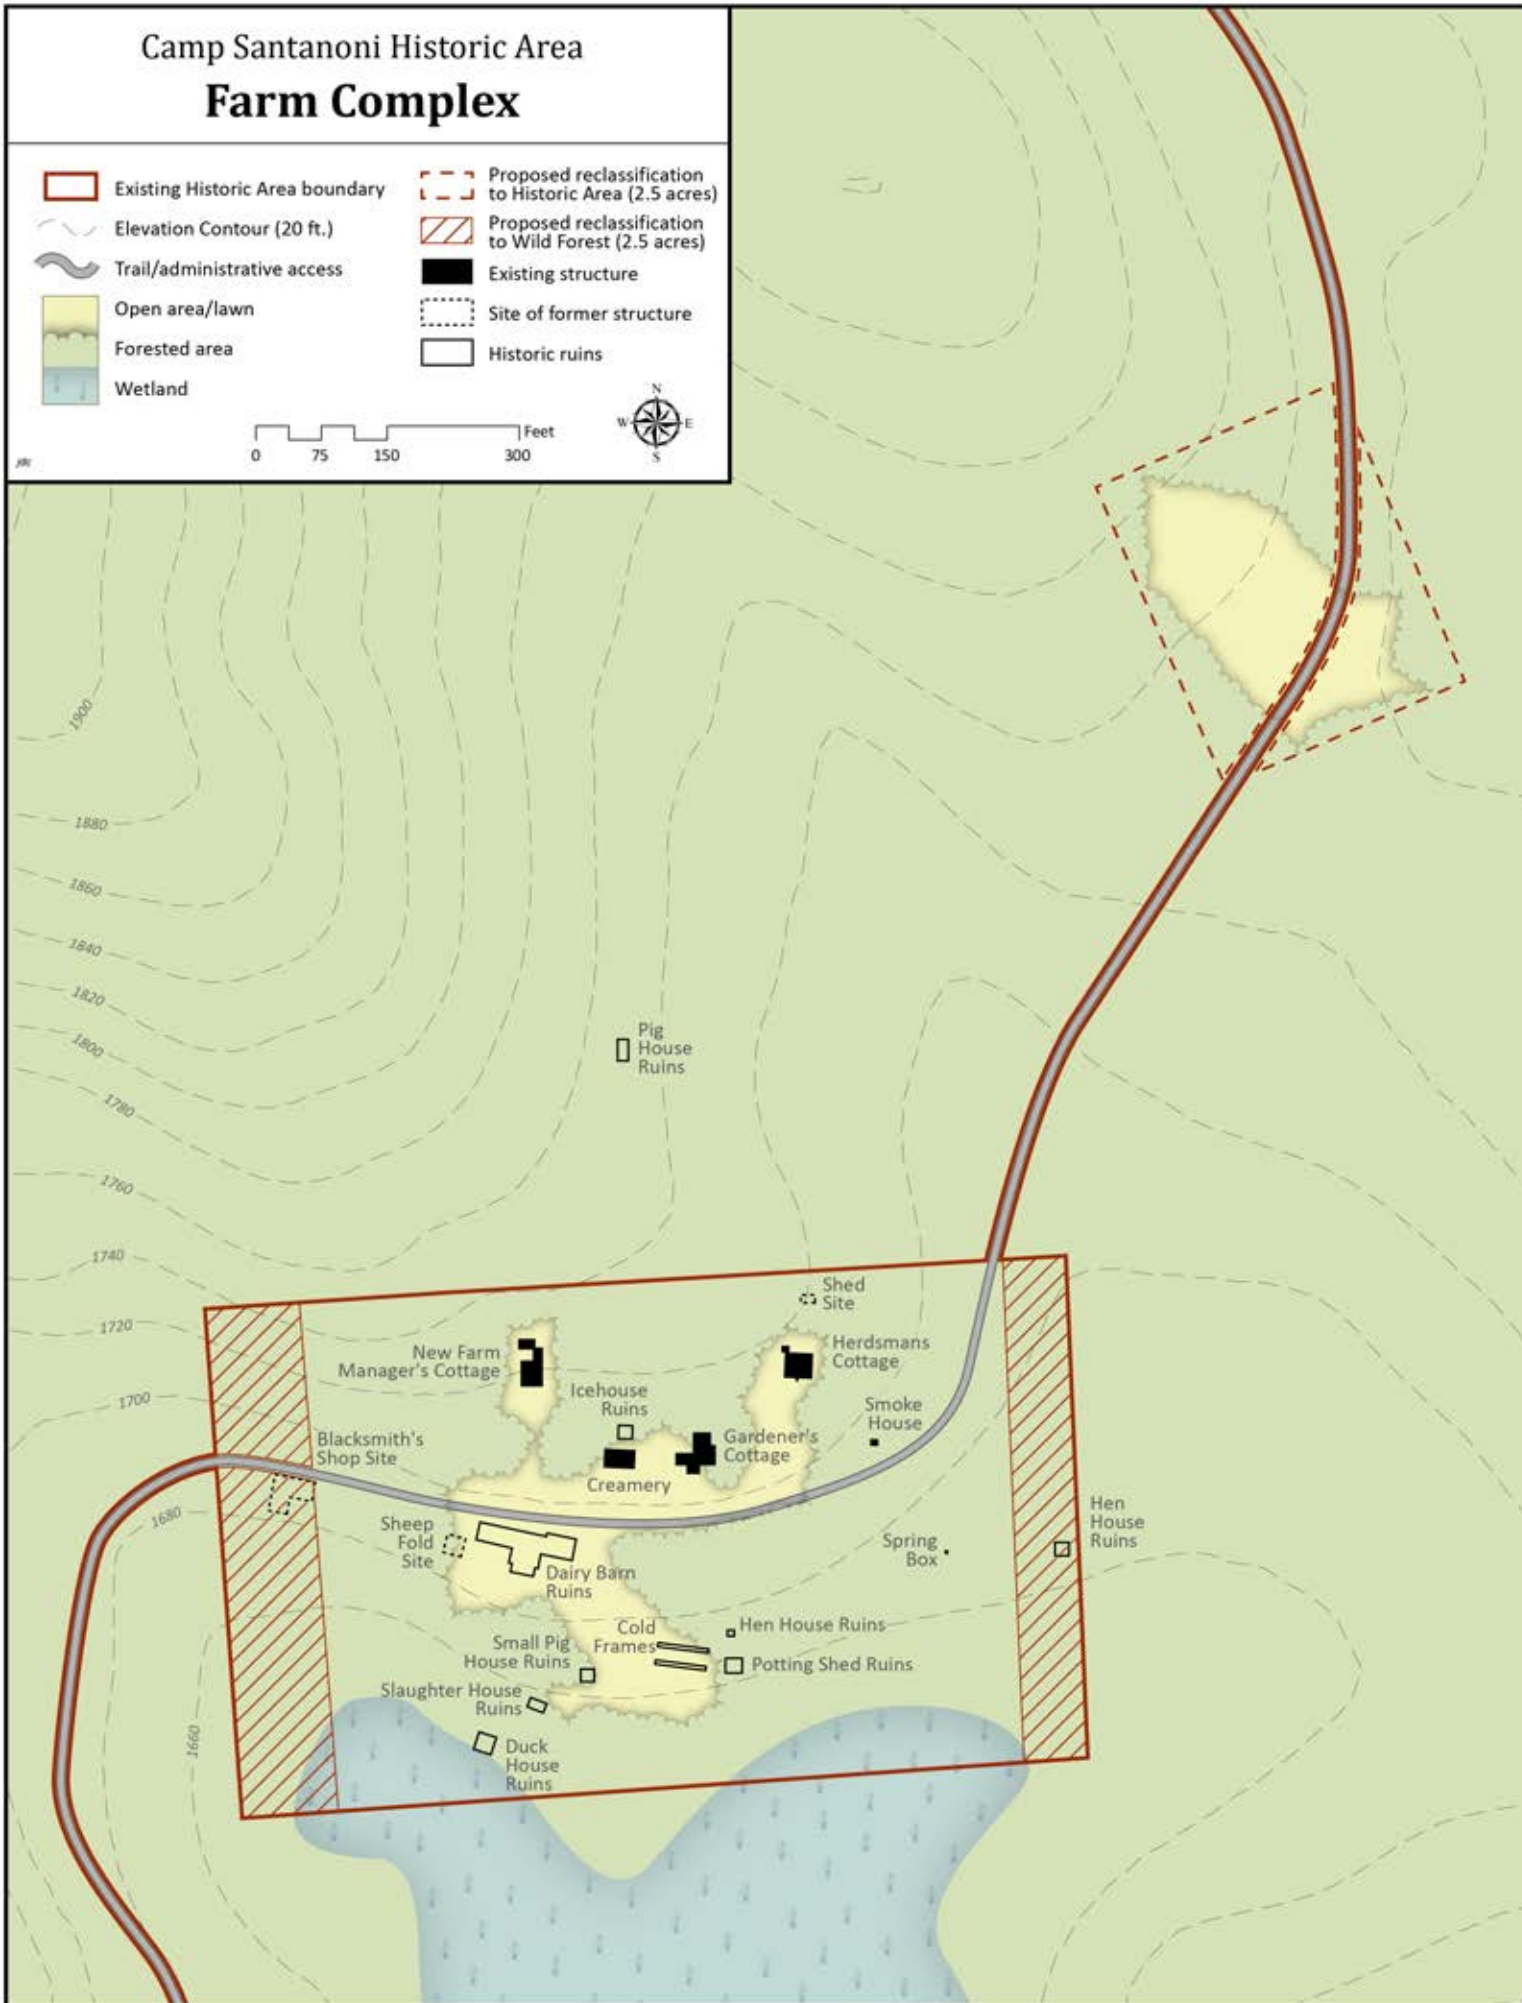 Camp Santanoni Historic Area
Farm Complex
Existing Historic Area boundary
Elevation Contour (20 ft.)
Trail/administrative access
Open area/lawn
Forested area
Wetland
Proposed reclassification
to Historic Area (2.5 acres)
Proposed reclassification
to Wild Forest (2.5 acres)
Existing structure
Site of former structure
Historic ruins
Feet
0 75 150 300
N
W E
S
1900
1880
1860
1840
1820
1800
1780
1760
1740
1720
1700
1680
1660
Pig
House
Ruins
Shed
Site
New Farm
Manager's Cottage
Herdsmans
Cottage
Icehouse
Ruins
Smoke
House
Blacksmith's
Shop Site
Gardener's
Cottage
Creamery
Sheep
Fold
Site
Dairy Barn
Ruins
Spring
Box
Hen
House
Ruins
Cold
Frames
Hen House Ruins
Small Pig
House Ruins
Potting Shed Ruins
Slaughter House
Ruins
Duck
House
Ruins